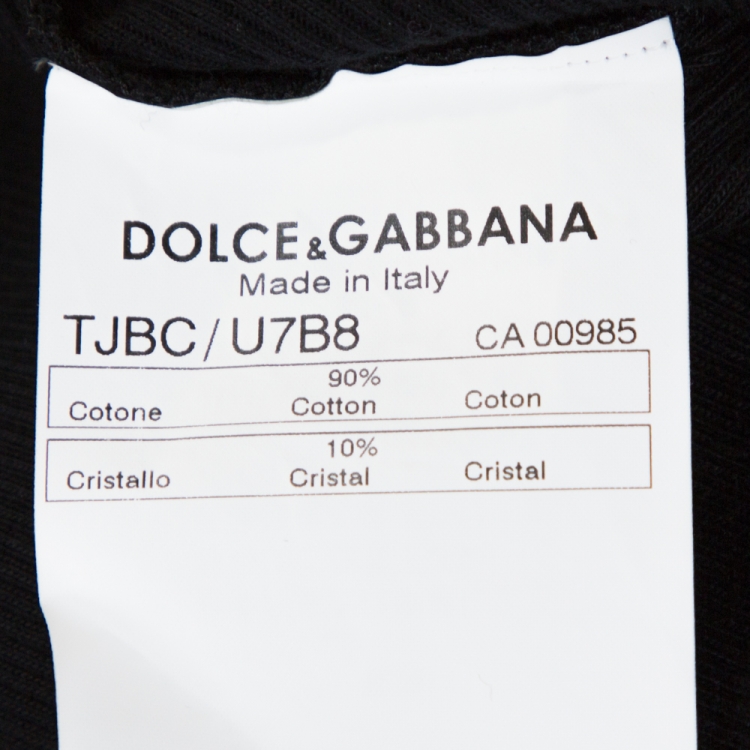 DOLCE&GABBANA
Made in Italy
TJBC/U7B8 CA 00985
90%
Cotone Cotton Coton
10%
Cristallo Cristal Cristal